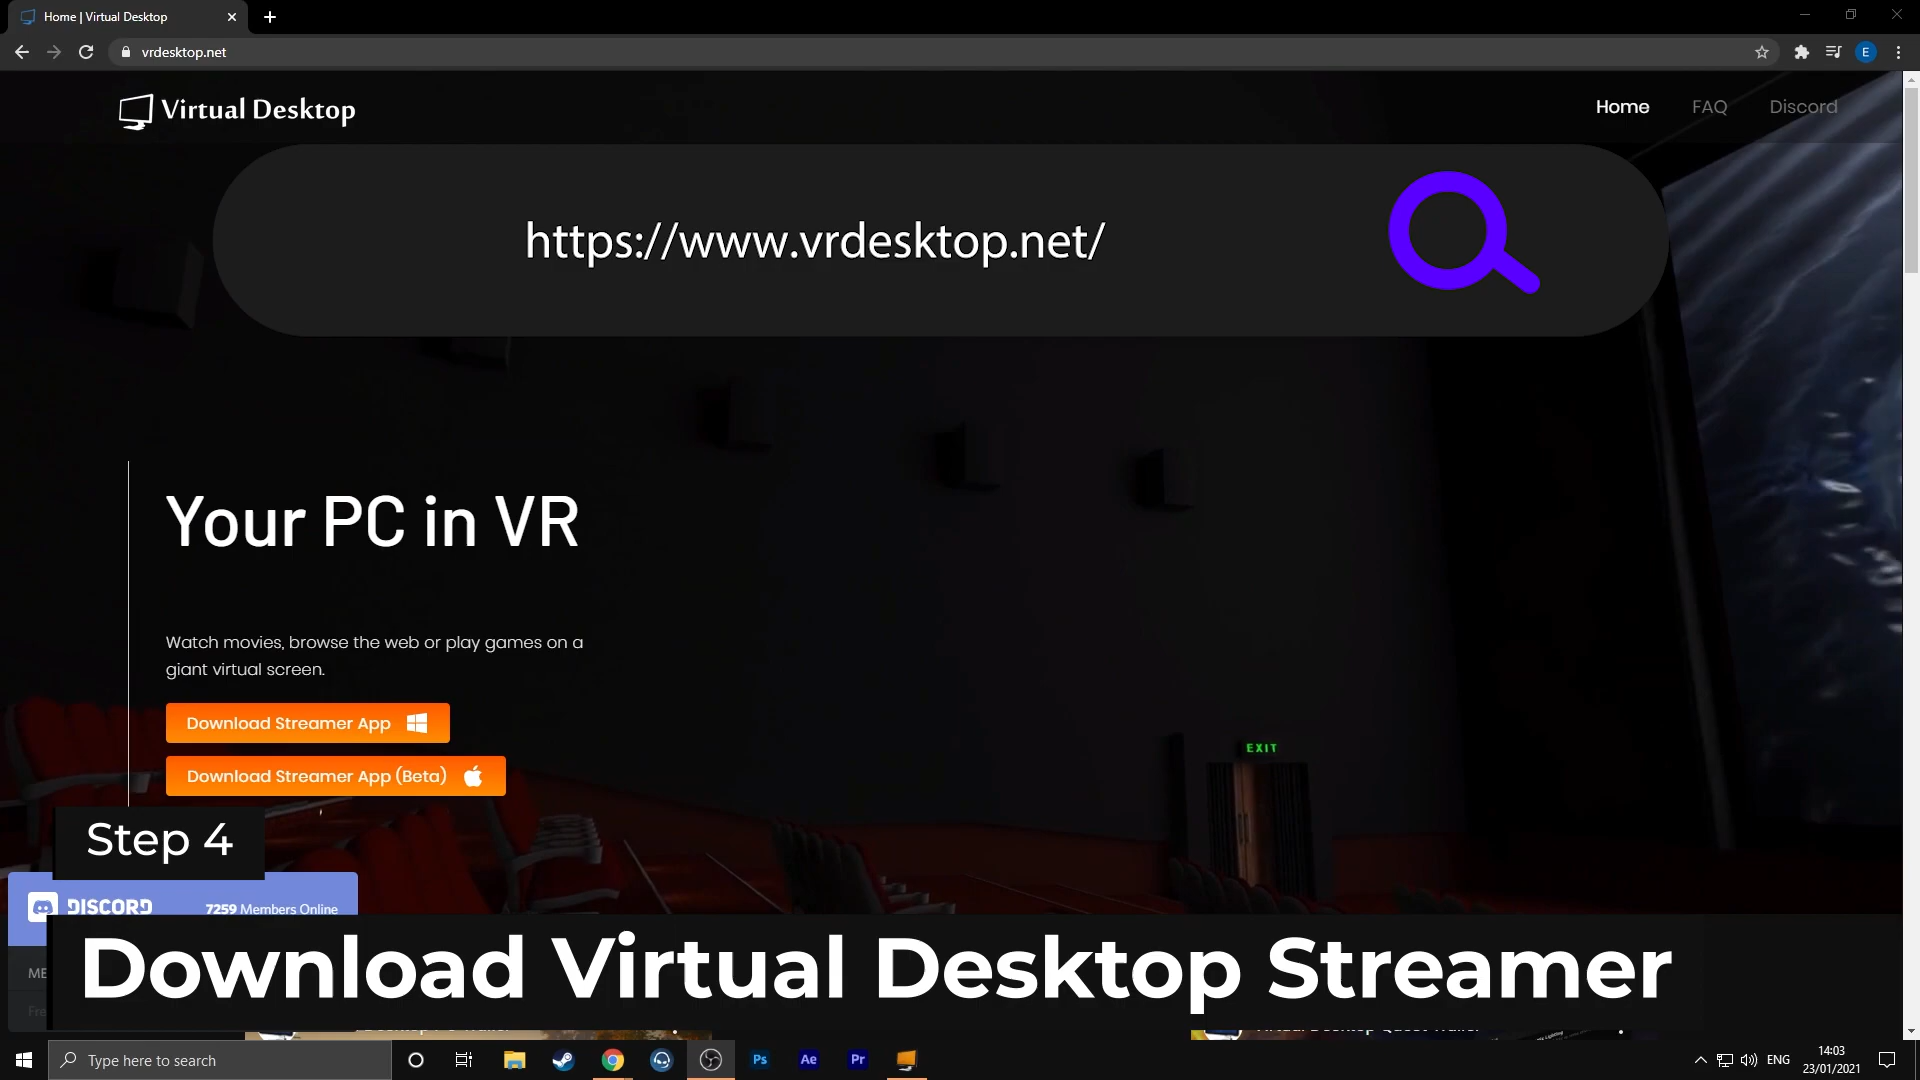 Home | Virtual Desktop
vrdesktop.net
E
Virtual Desktop
Home
FAQ
Discord
https://www.vrdesktop.net/
Your PC in VR
Watch movies, browse the web or play games on a
giant virtual screen.
Download Streamer App
Download Streamer App (Beta)
EXIT
Step 4
DISCORD
7259 Members Online
Download Virtual Desktop Streamer
Type here to search
Ps
Ae
Pr
ENG
14:03
23/01/2021